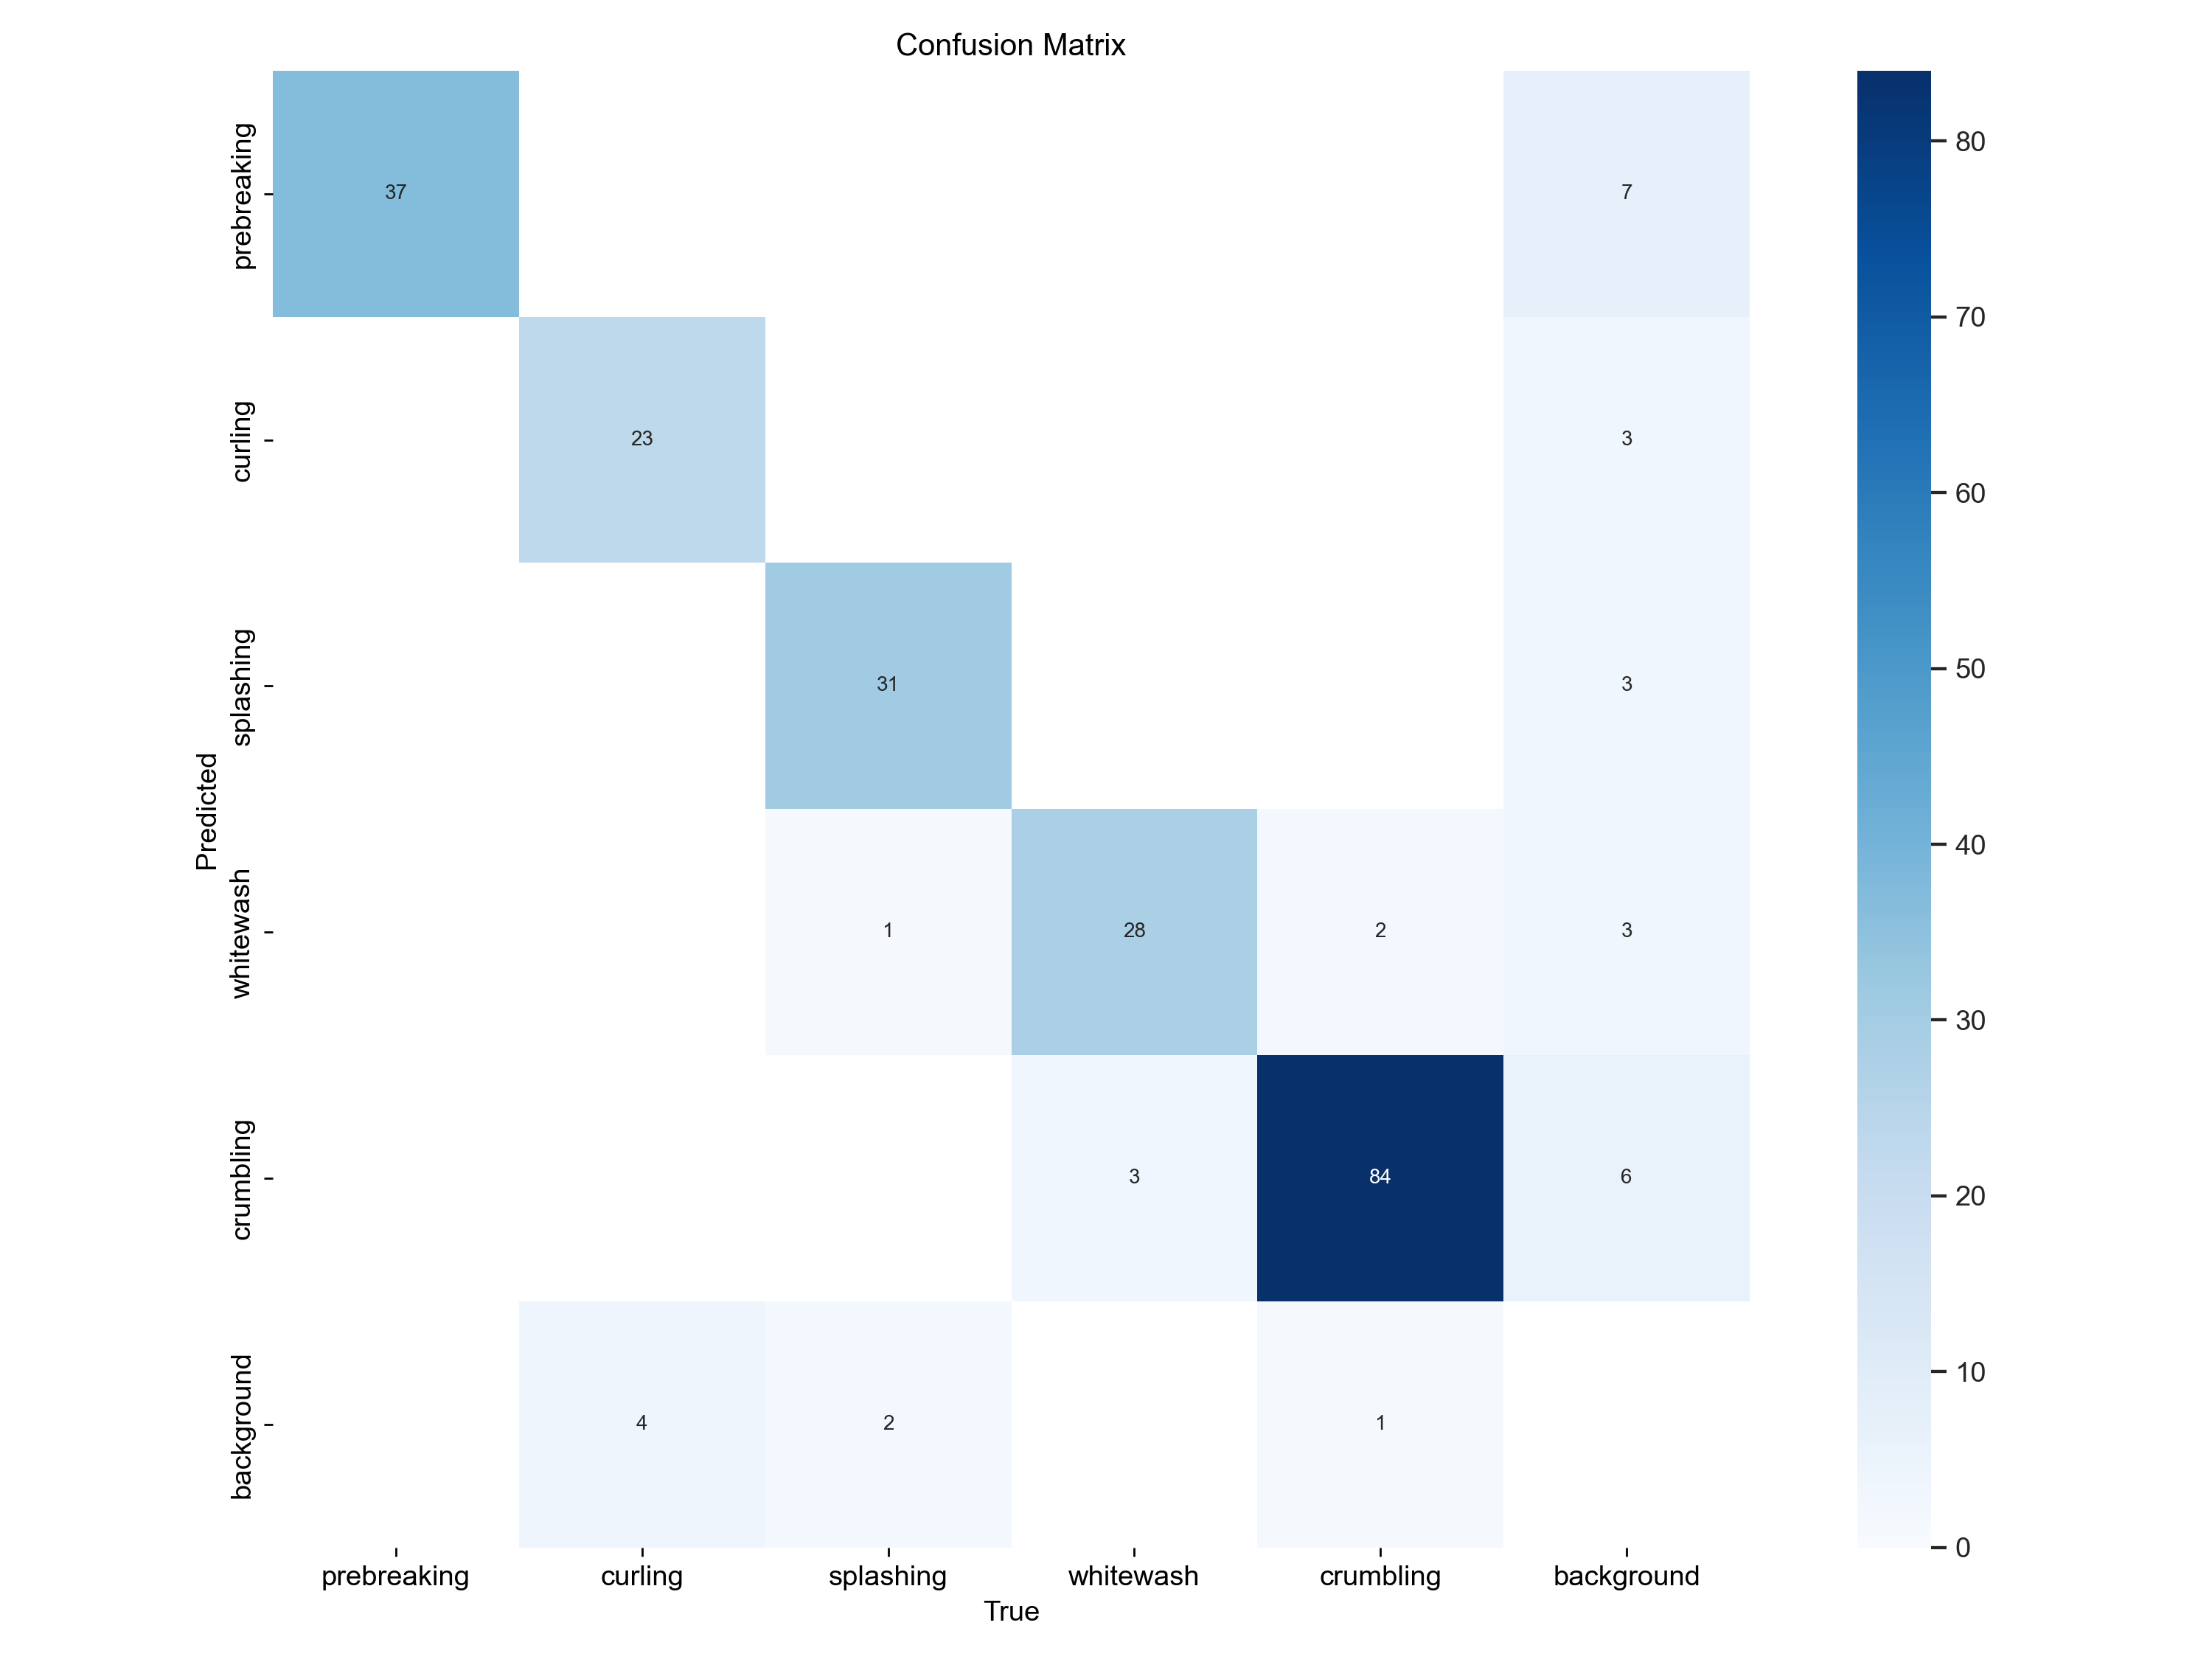 Confusion Matrix
prebreaking 37 7
curling 23 3
splashing 31 3
whitewash 1 28 2 3
crumbling 3 84 6
background 4 2 1
prebreaking curling splashing whitewash crumbling background
True
Predicted
80
70
60
50
40
30
20
10
0